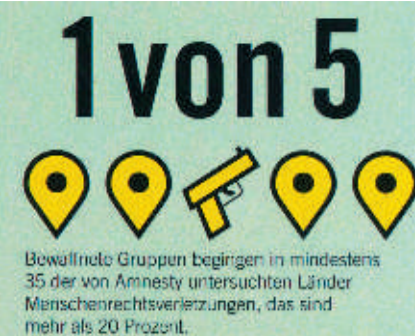 1 von 5
Bewaffnete Gruppen begingen in mindestens
35 der von Amnesty untersuchten Länder
Menschenrechtsverletzungen, das sind
mehr als 20 Prozent.